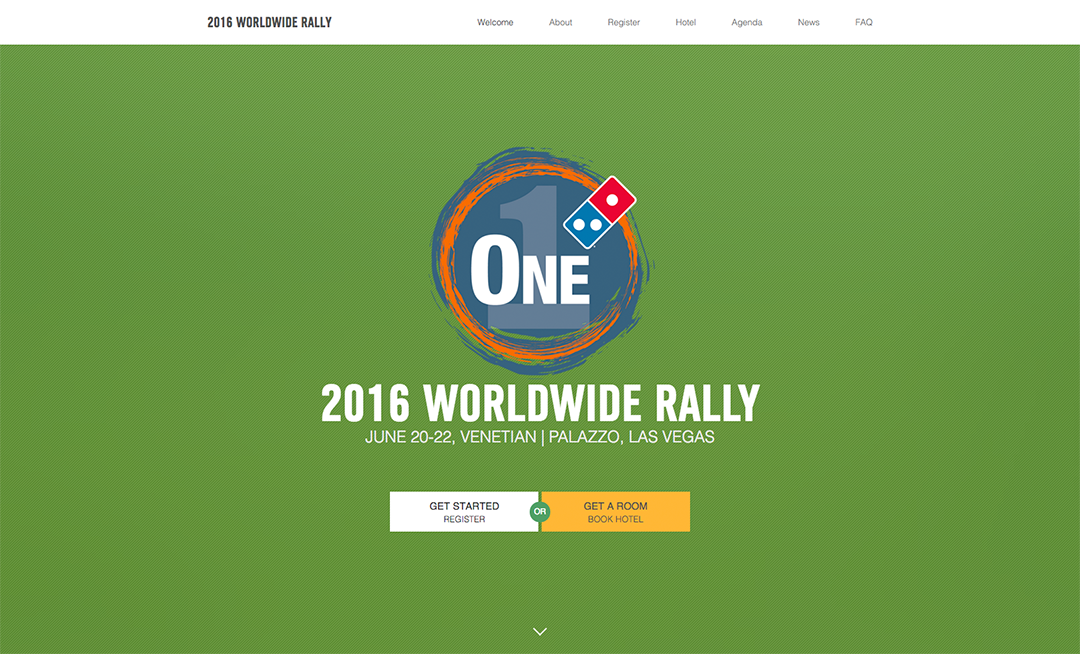 2016 WORLDWIDE RALLY
Welcome About Register Hotel Agenda News FAQ
1
ONE
2016 WORLDWIDE RALLY
JUNE 20-22, VENETIAN | PALAZZO, LAS VEGAS
GET STARTED OR GET A ROOM
REGISTER BOOK HOTEL